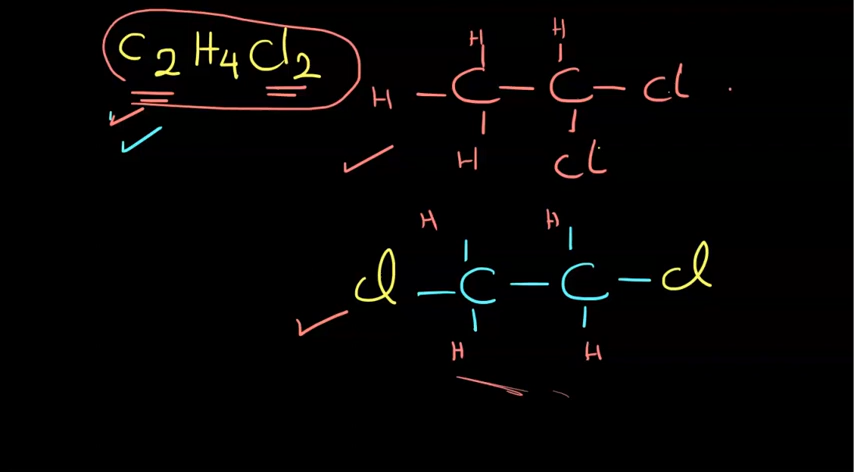 C2H4Cl2
H H
H – C – C – Cl
H Cl
H H
Cl – C – C – Cl
H H